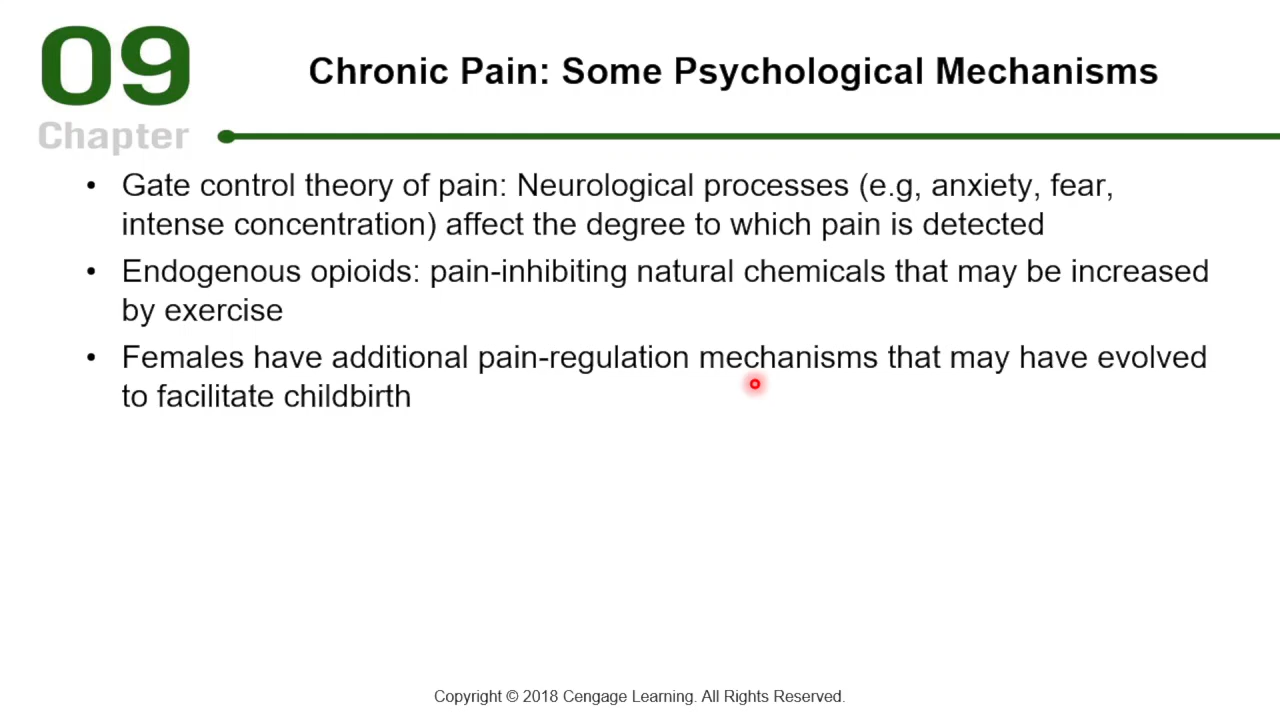 09
Chapter
Chronic Pain: Some Psychological Mechanisms
• Gate control theory of pain: Neurological processes (e.g, anxiety, fear,
intense concentration) affect the degree to which pain is detected
• Endogenous opioids: pain-inhibiting natural chemicals that may be increased
by exercise
• Females have additional pain-regulation mechanisms that may have evolved
to facilitate childbirth
Copyright © 2018 Cengage Learning. All Rights Reserved.